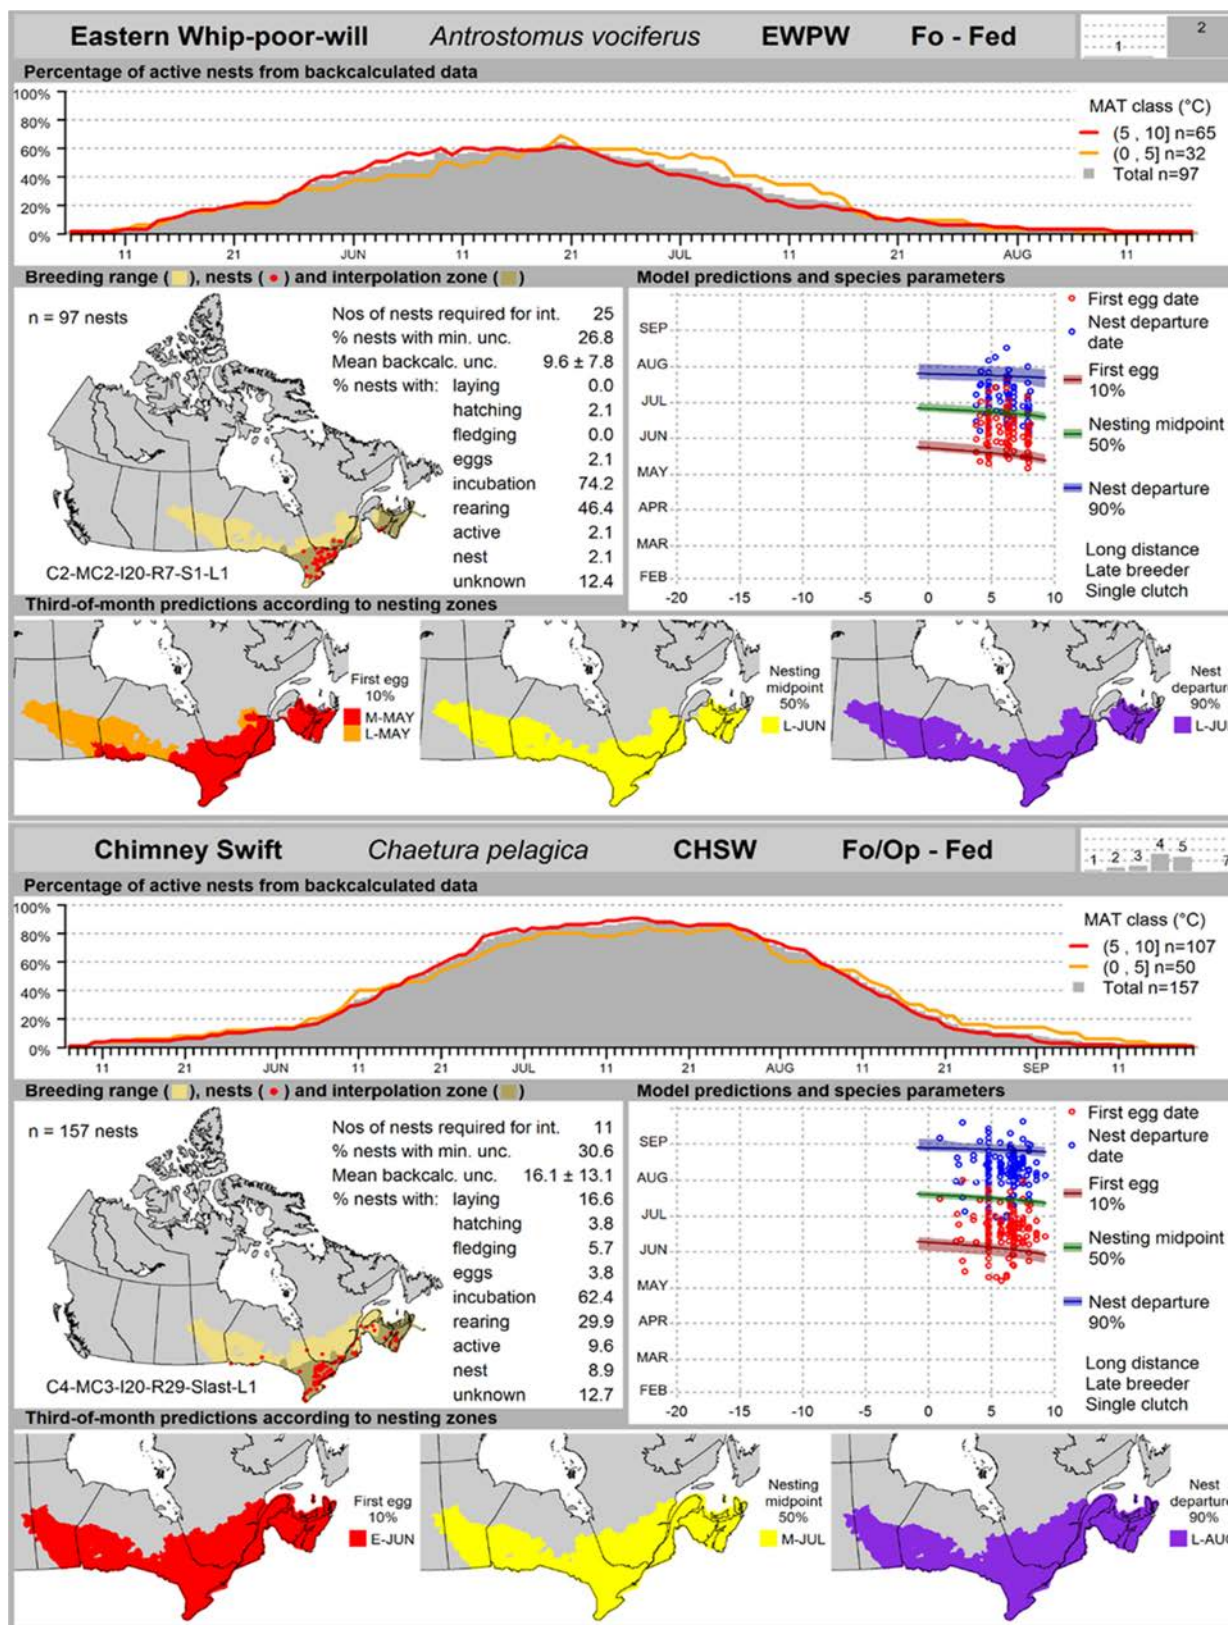 Eastern Whip-poor-will Antrostomus vociferus EWPW Fo - Fed
1 2
Percentage of active nests from backcalculated data
100%
80%
60%
40%
20%
0%
11 21 JUN 11 21 JUL 11 21 AUG 11
MAT class (°C)
(5 , 10] n=65
(0 , 5] n=32
Total n=97
Breeding range ( ), nests ( ) and interpolation zone ( )
n = 97 nests
Nos of nests required for int. 25
% nests with min. unc. 26.8
Mean backcalc. unc. 9.6 ± 7.8
% nests with: laying 0.0
hatching 2.1
fledging 0.0
eggs 2.1
incubation 74.2
rearing 46.4
active 2.1
nest 2.1
unknown 12.4
C2-MC2-I20-R7-S1-L1
Model predictions and species parameters
SEP
AUG
JUL
JUN
MAY
APR
MAR
FEB
-20 -15 -10 -5 0 5 10
First egg date
Nest departure
date
First egg
10%
Nesting midpoint
50%
Nest departure
90%
Long distance
Late breeder
Single clutch
Third-of-month predictions according to nesting zones
First egg
10%
M-MAY
L-MAY
Nesting
midpoint
50%
L-JUN
Nest
departure
90%
Chimney Swift Chaetura pelagica CHSW Fo/Op - Fed
1 2 3 4 5 7
Percentage of active nests from backcalculated data
100%
80%
60%
40%
20%
0%
11 21 JUN 11 21 JUL 11 21 AUG 11 21 SEP 11
MAT class (°C)
(5 , 10] n=107
(0 , 5] n=50
Total n=157
Breeding range ( ), nests ( ) and interpolation zone ( )
n = 157 nests
Nos of nests required for int. 11
% nests with min. unc. 30.6
Mean backcalc. unc. 16.1 ± 13.1
% nests with: laying 16.6
hatching 3.8
fledging 5.7
eggs 3.8
incubation 62.4
rearing 29.9
active 9.6
nest 8.9
unknown 12.7
C4-MC3-I20-R29-Slast-L1
Model predictions and species parameters
SEP
AUG
JUL
JUN
MAY
APR
MAR
FEB
-20 -15 -10 -5 0 5 10
First egg date
Nest departure
date
First egg
10%
Nesting midpoint
50%
Nest departure
90%
Long distance
Late breeder
Single clutch
Third-of-month predictions according to nesting zones
First egg
10%
E-JUN
Nesting
midpoint
50%
M-JUL
Nest
departure
90%